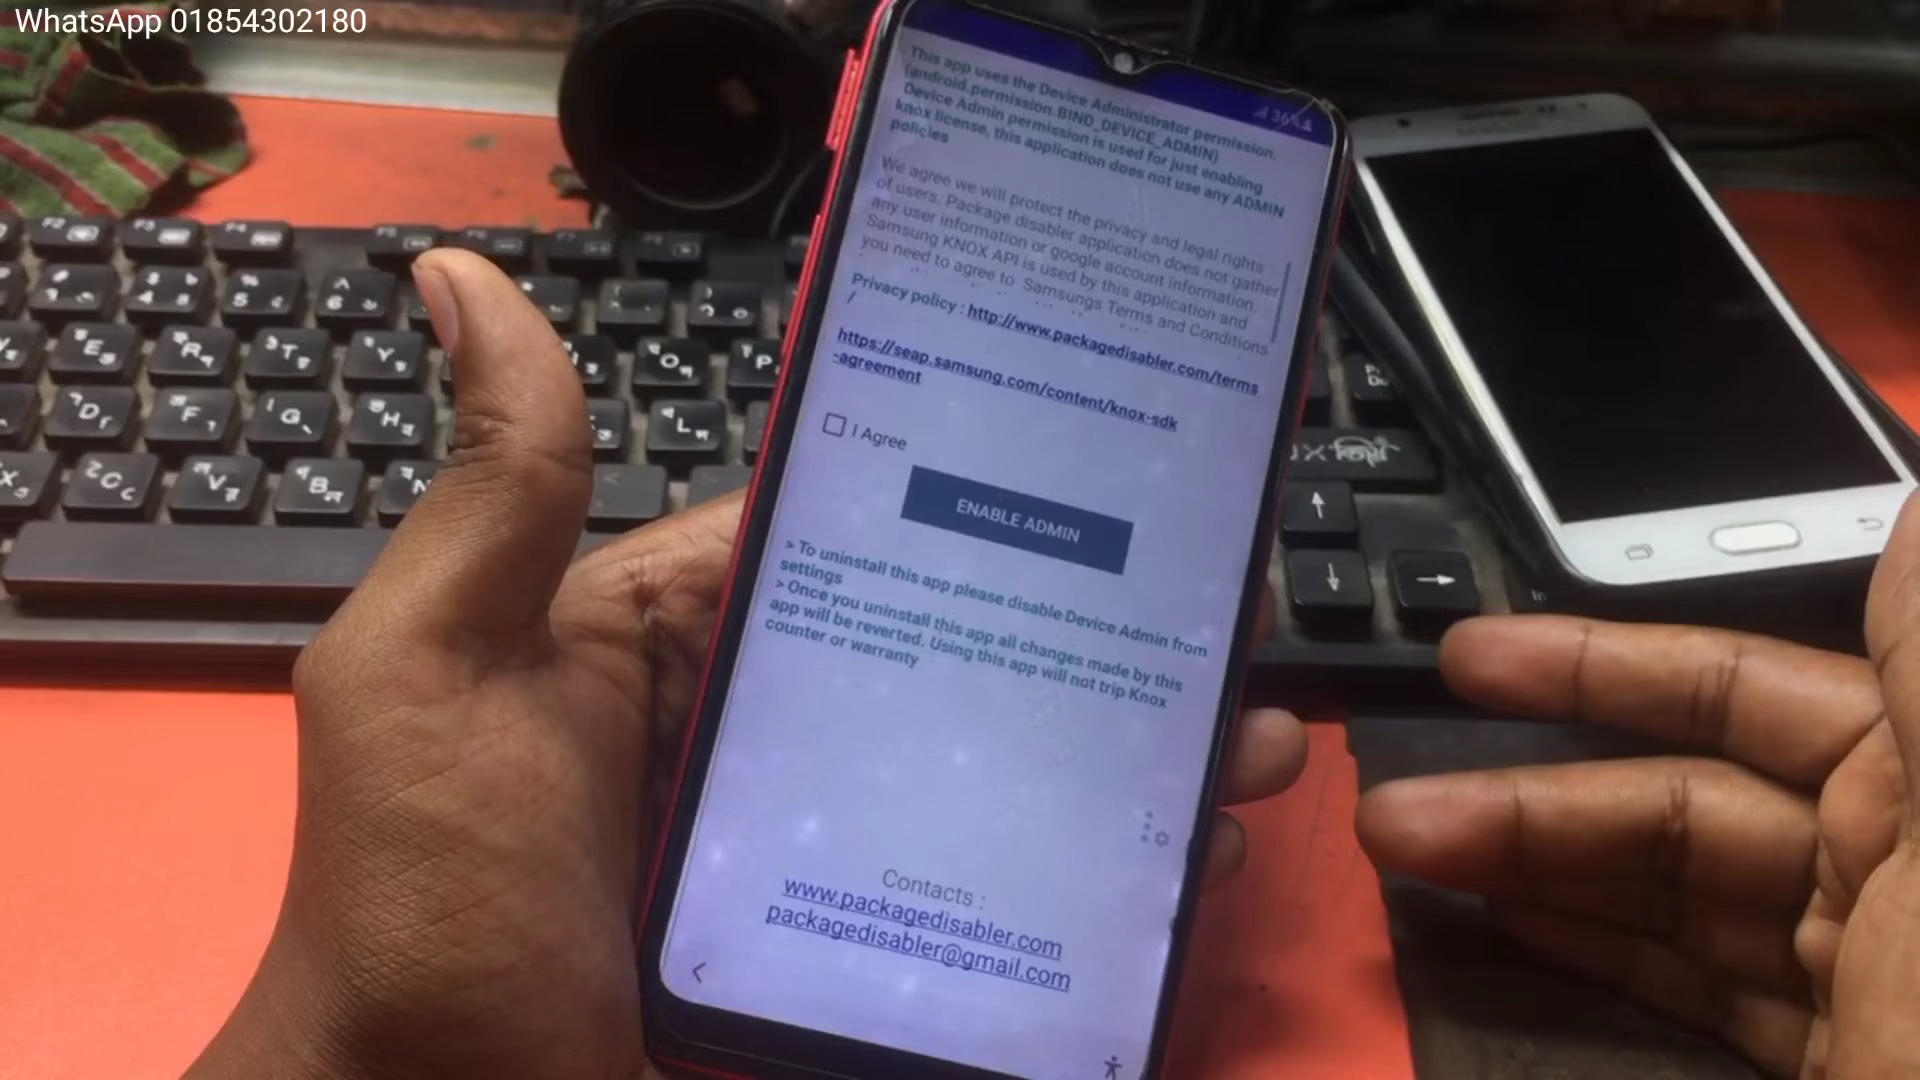 WhatsApp 01854302180
36%
This app uses the Device Administrator permission.
(android.permission.BIND_DEVICE_ADMIN)
Device Admin permission is used for just enabling
knox license, this application does not use any ADMIN
policies
We agree we will protect the privacy and legal rights
of users. Package disabler application does not gather
any user information or google account information.
Samsung KNOX API is used by this application and
you need to agree to Samsungs Terms and Conditions
Privacy policy : http://www.packagedisabler.com/terms
/
https://seap.samsung.com/content/knox-sdk
-agreement
I Agree
ENABLE ADMIN
> To uninstall this app please disable Device Admin from
settings
> Once you uninstall this app all changes made by this
app will be reverted. Using this app will not trip Knox
counter or warranty
Contacts :
www.packagedisabler.com
packagedisabler@gmail.com
F2
F3
F4
F5
E
R
T
Y
O
P
D
F
G
H
L
X
C
V
B
N